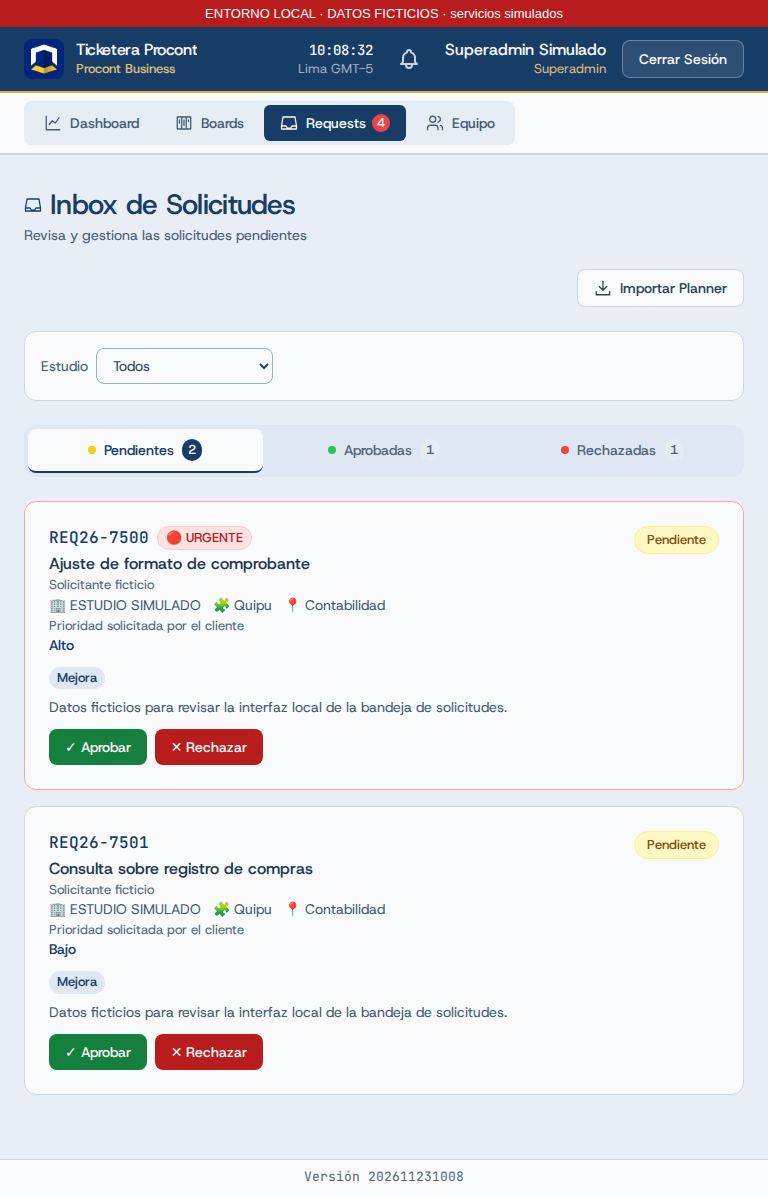 ENTORNO LOCAL · DATOS FICTICIOS · servicios simulados
Ticketera Procont
Procont Business
10:08:32
Lima GMT-5
Superadmin Simulado
Superadmin
Cerrar Sesión
Dashboard
Boards
Requests 4
Equipo
Inbox de Solicitudes
Revisa y gestiona las solicitudes pendientes
Importar Planner
Estudio Todos
Pendientes 2
Aprobadas 1
Rechazadas 1
REQ26-7500 🔴 URGENTE
Pendiente
Ajuste de formato de comprobante
Solicitante ficticio
🏢 ESTUDIO SIMULADO 🧩 Quipu 📍 Contabilidad
Prioridad solicitada por el cliente
Alto
Mejora
Datos ficticios para revisar la interfaz local de la bandeja de solicitudes.
✓ Aprobar ✕ Rechazar
REQ26-7501
Pendiente
Consulta sobre registro de compras
Solicitante ficticio
🏢 ESTUDIO SIMULADO 🧩 Quipu 📍 Contabilidad
Prioridad solicitada por el cliente
Bajo
Mejora
Datos ficticios para revisar la interfaz local de la bandeja de solicitudes.
✓ Aprobar ✕ Rechazar
Versión 202611231008